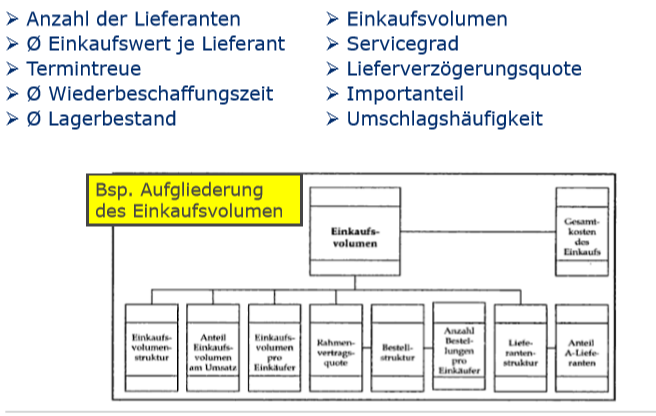 ➢ Anzahl der Lieferanten
➢ Ø Einkaufswert je Lieferant
➢ Termintreue
➢ Ø Wiederbeschaffungszeit
➢ Ø Lagerbestand
➢ Einkaufsvolumen
➢ Servicegrad
➢ Lieferverzögerungsquote
➢ Importanteil
➢ Umschlagshäufigkeit
Bsp. Aufgliederung
des Einkaufsvolumen
Einkaufs-
volumen
Gesamt-
kosten
des
Einkaufs
Einkaufs-
volumen-
struktur
Anteil
Einkaufs-
volumen
am Umsatz
Einkaufs-
volumen
pro
Einkäufer
Rahmen-
vertrags-
quote
Bestell-
struktur
Anzahl
Bestel-
lungen
pro
Einkäufer
Liefe-
ranten-
struktur
Anteil
A-Liefe-
ranten